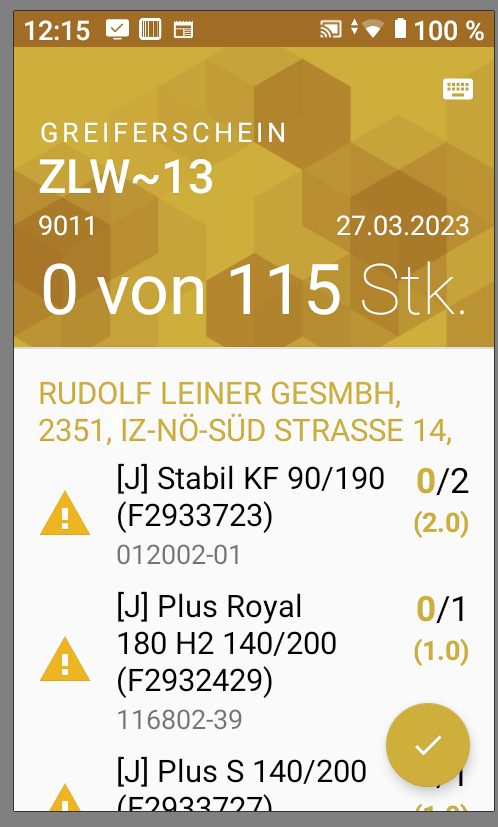 12:15 100 %
GREIFERSCHEIN
ZLW~13
9011 27.03.2023
0 von 115 Stk.
RUDOLF LEINER GESMBH,
2351, IZ-NÖ-SÜD STRASSE 14,
[J] Stabil KF 90/190 0/2
(F2933723) (2.0)
012002-01
[J] Plus Royal 0/1
180 H2 140/200 (1.0)
(F2932429)
116802-39
[J] Plus S 140/200
(F2933727)